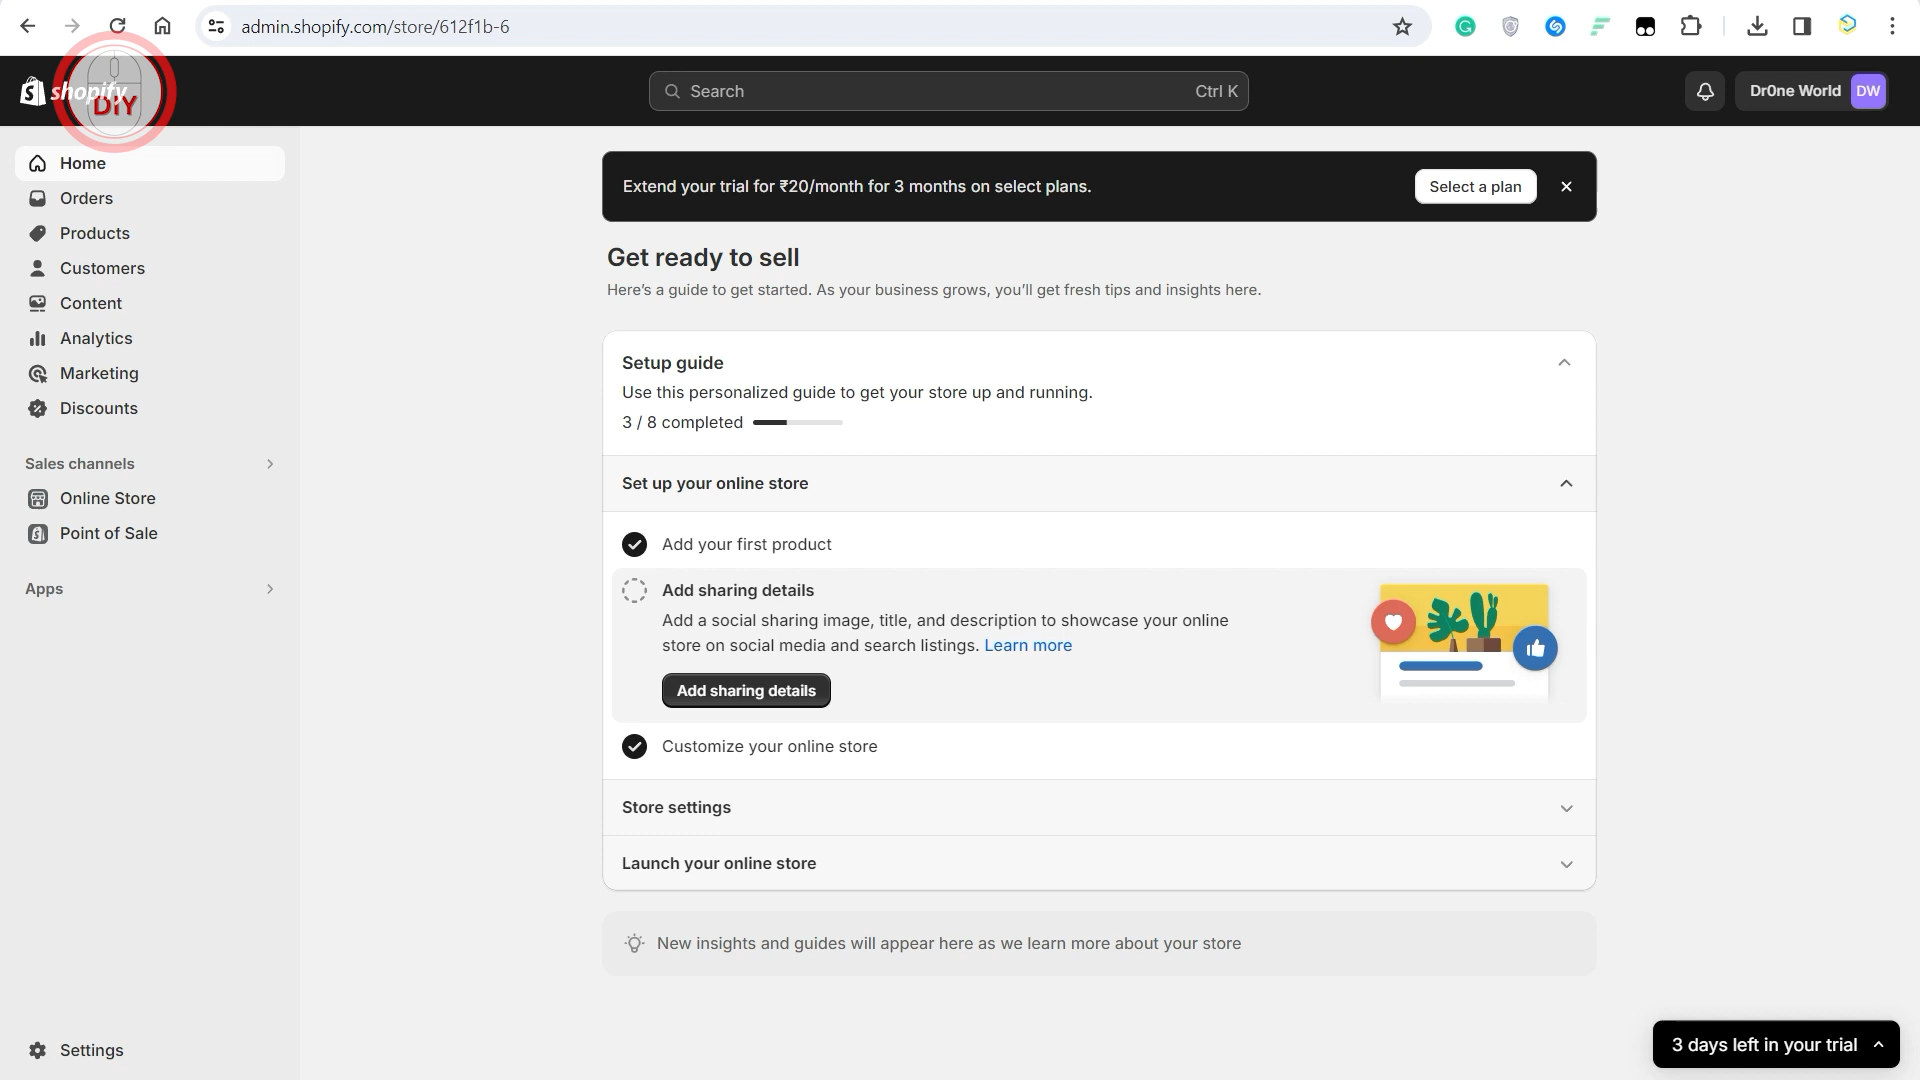 admin.shopify.com/store/612f1b-6
shopify
DIY
Search
Ctrl K
Dr0ne World
DW
Home
Orders
Products
Customers
Content
Analytics
Marketing
Discounts
Sales channels
Online Store
Point of Sale
Apps
Settings
Extend your trial for ₹20/month for 3 months on select plans.
Select a plan
Get ready to sell
Here's a guide to get started. As your business grows, you'll get fresh tips and insights here.
Setup guide
Use this personalized guide to get your store up and running.
3 / 8 completed
Set up your online store
Add your first product
Add sharing details
Add a social sharing image, title, and description to showcase your online
store on social media and search listings. Learn more
Add sharing details
Customize your online store
Store settings
Launch your online store
New insights and guides will appear here as we learn more about your store
3 days left in your trial